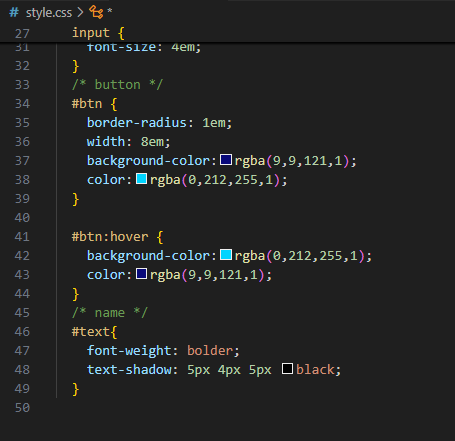 # style.css > *
27 input {
31 font-size: 4em;
32 }
33 /* button */
34 #btn {
35 border-radius: 1em;
36 width: 8em;
37 background-color: rgba(9,9,121,1);
38 color: rgba(0,212,255,1);
39 }
40
41 #btn:hover {
42 background-color: rgba(0,212,255,1);
43 color: rgba(9,9,121,1);
44 }
45 /* name */
46 #text{
47 font-weight: bolder;
48 text-shadow: 5px 4px 5px black;
49 }
50